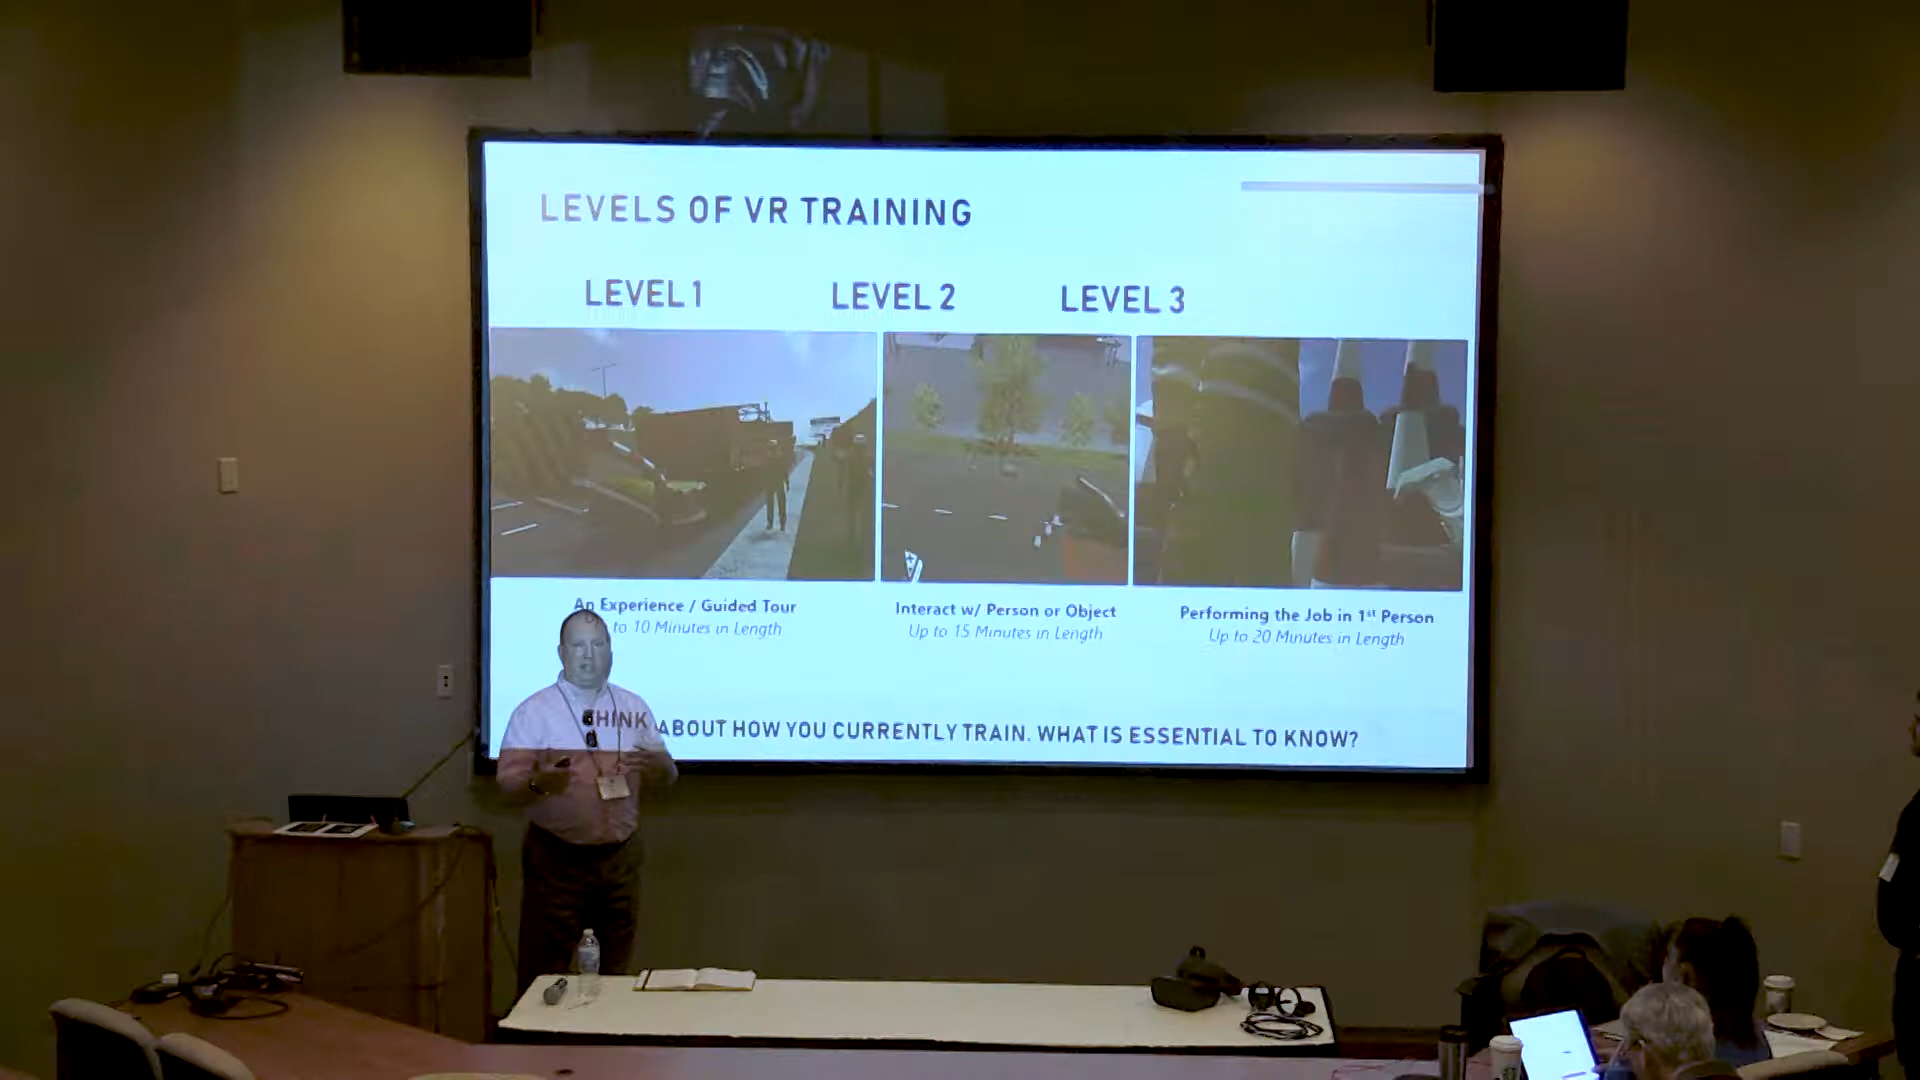 LEVELS OF VR TRAINING
LEVEL 1
LEVEL 2
LEVEL 3
An Experience / Guided Tour
to 10 Minutes in Length
Interact w/ Person or Object
Up to 15 Minutes in Length
Performing the Job in 1st Person
Up to 20 Minutes in Length
THINK ABOUT HOW YOU CURRENTLY TRAIN. WHAT IS ESSENTIAL TO KNOW?